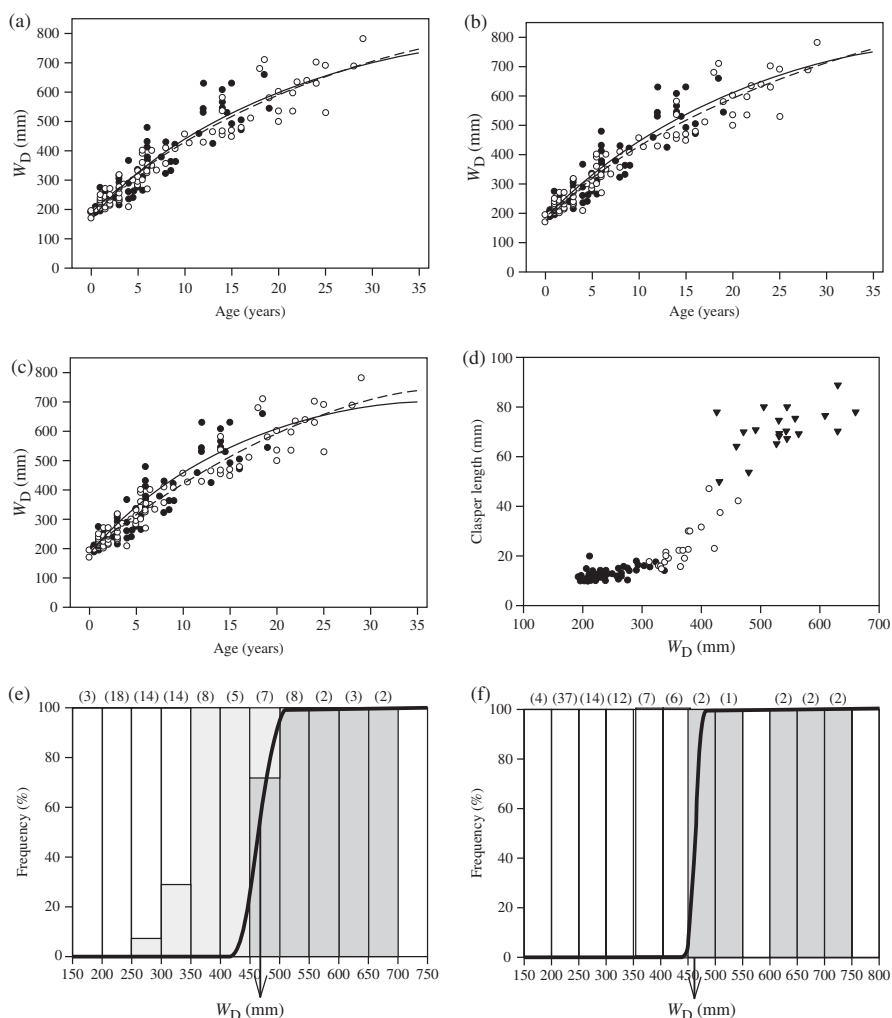 (a)
800
700
600
500
400
300
200
100
0
W_D (mm)
0 5 10 15 20 25 30 35
Age (years)
(b)
800
700
600
500
400
300
200
100
0
W_D (mm)
0 5 10 15 20 25 30 35
Age (years)
(c)
800
700
600
500
400
300
200
100
0
W_D (mm)
0 5 10 15 20 25 30 35
Age (years)
(d)
100
80
60
40
20
0
Clasper length (mm)
100 200 300 400 500 600 700
W_D (mm)
(e)
(3) (18) (14) (14) (8) (5) (7) (8) (2) (3) (2)
100
80
60
40
20
0
Frequency (%)
150 200 250 300 350 400 450 500 550 600 650 700 750
W_D (mm)
(f)
(4) (37) (14) (12) (7) (6) (2) (1) (2) (2) (2)
100
80
60
40
20
0
Frequency (%)
150 200 250 300 350 400 450 500 550 600 650 700 750 800
W_D (mm)